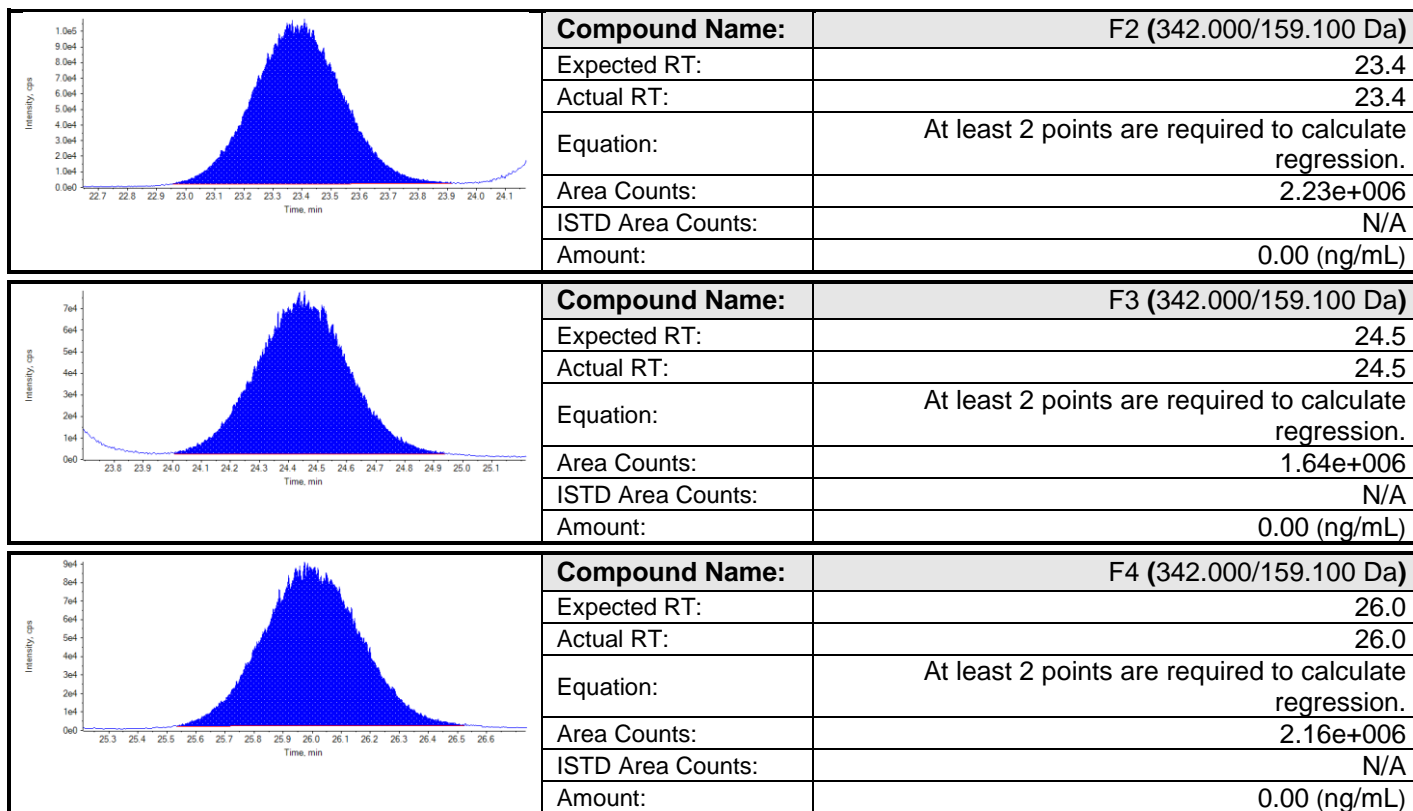 1.0e5
9.0e4
8.0e4
7.0e4
6.0e4
5.0e4
4.0e4
3.0e4
2.0e4
1.0e4
0.0e0
Intensity, cps
22.7 22.8 22.9 23.0 23.1 23.2 23.3 23.4 23.5 23.6 23.7 23.8 23.9 24.0 24.1
Time, min
Compound Name: F2 (342.000/159.100 Da)
Expected RT: 23.4
Actual RT: 23.4
Equation: At least 2 points are required to calculate
regression.
Area Counts: 2.23e+006
ISTD Area Counts: N/A
Amount: 0.00 (ng/mL)
7e4
6e4
5e4
4e4
3e4
2e4
1e4
0e0
Intensity, cps
23.8 23.9 24.0 24.1 24.2 24.3 24.4 24.5 24.6 24.7 24.8 24.9 25.0 25.1
Time, min
Compound Name: F3 (342.000/159.100 Da)
Expected RT: 24.5
Actual RT: 24.5
Equation: At least 2 points are required to calculate
regression.
Area Counts: 1.64e+006
ISTD Area Counts: N/A
Amount: 0.00 (ng/mL)
9e4
8e4
7e4
6e4
5e4
4e4
3e4
2e4
1e4
0e0
Intensity, cps
25.3 25.4 25.5 25.6 25.7 25.8 25.9 26.0 26.1 26.2 26.3 26.4 26.5 26.6
Time, min
Compound Name: F4 (342.000/159.100 Da)
Expected RT: 26.0
Actual RT: 26.0
Equation: At least 2 points are required to calculate
regression.
Area Counts: 2.16e+006
ISTD Area Counts: N/A
Amount: 0.00 (ng/mL)